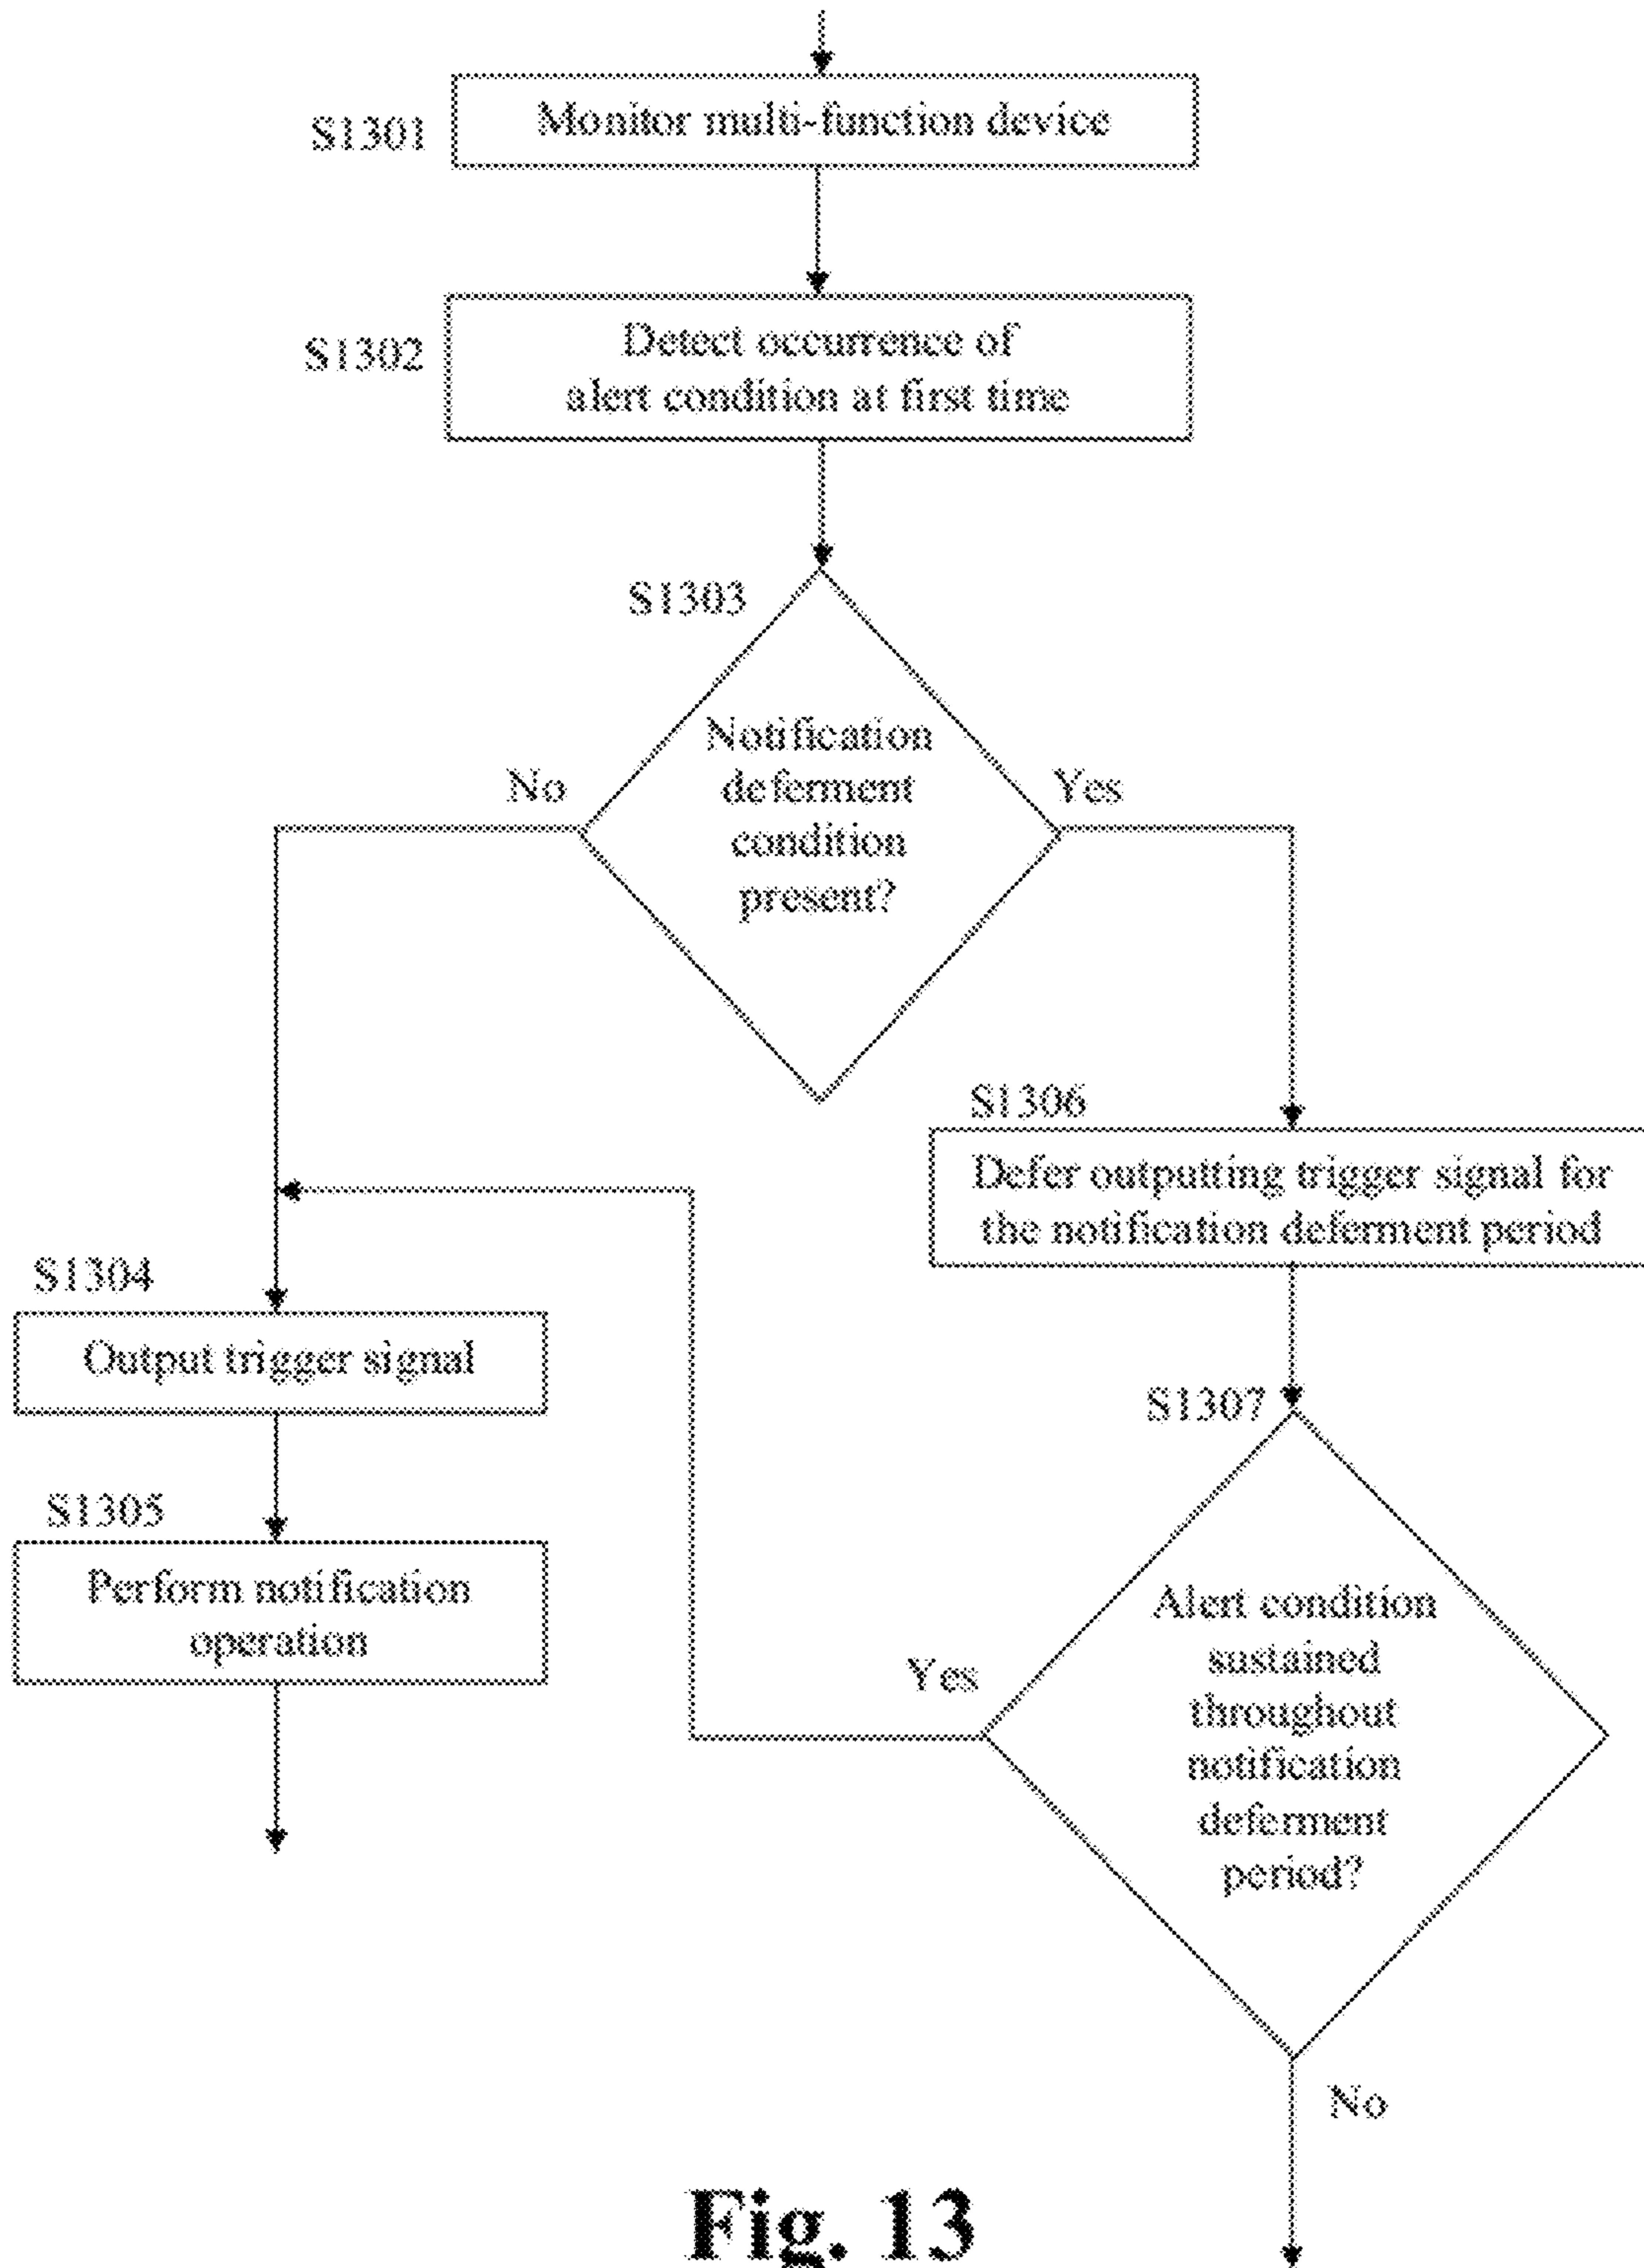 S1301
Monitor multi-function device
S1302
Detect occurrence of
alert condition at first time
S1303
Notification
deferment
condition
present?
No
Yes
S1306
Defer outputting trigger signal for
the notification deferment period
S1304
Output trigger signal
S1305
Perform notification
operation
S1307
Alert condition
sustained
throughout
notification
deferment
period?
Yes
No
Fig. 13